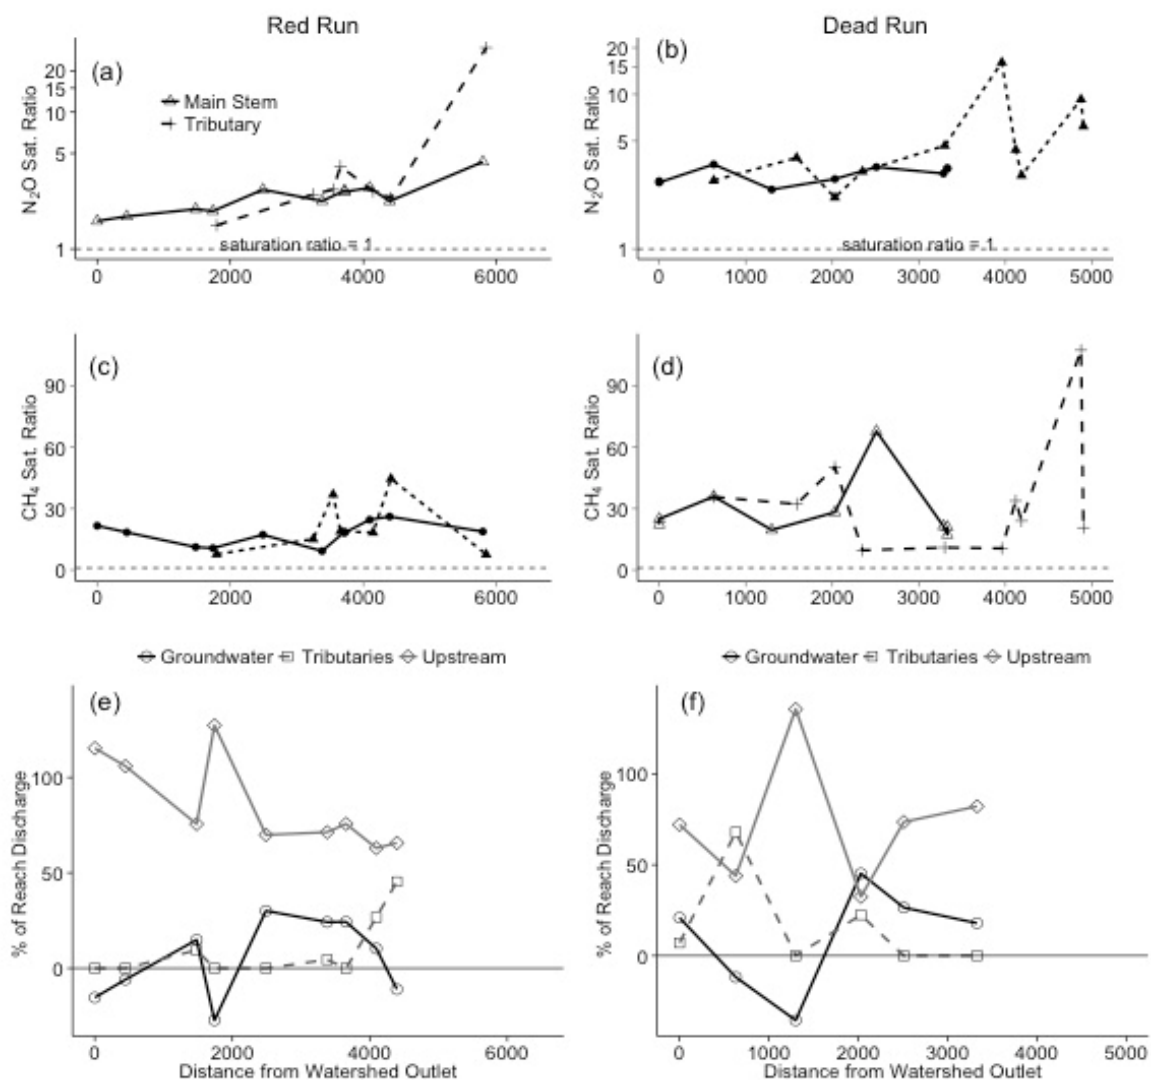 Red Run
Dead Run
(a)
(b)
N2O Sat. Ratio
20
15
10
5
1
Main Stem
Tributary
saturation ratio = 1
0 2000 4000 6000
N2O Sat. Ratio
20
15
10
5
1
saturation ratio = 1
0 1000 2000 3000 4000 5000
(c)
CH4 Sat. Ratio
90
60
30
0
0 2000 4000 6000
(d)
CH4 Sat. Ratio
90
60
30
0
0 1000 2000 3000 4000 5000
Groundwater Tributaries Upstream
(e)
% of Reach Discharge
100
50
0
0 2000 4000 6000
Distance from Watershed Outlet
Groundwater Tributaries Upstream
(f)
% of Reach Discharge
100
50
0
0 1000 2000 3000 4000 5000
Distance from Watershed Outlet